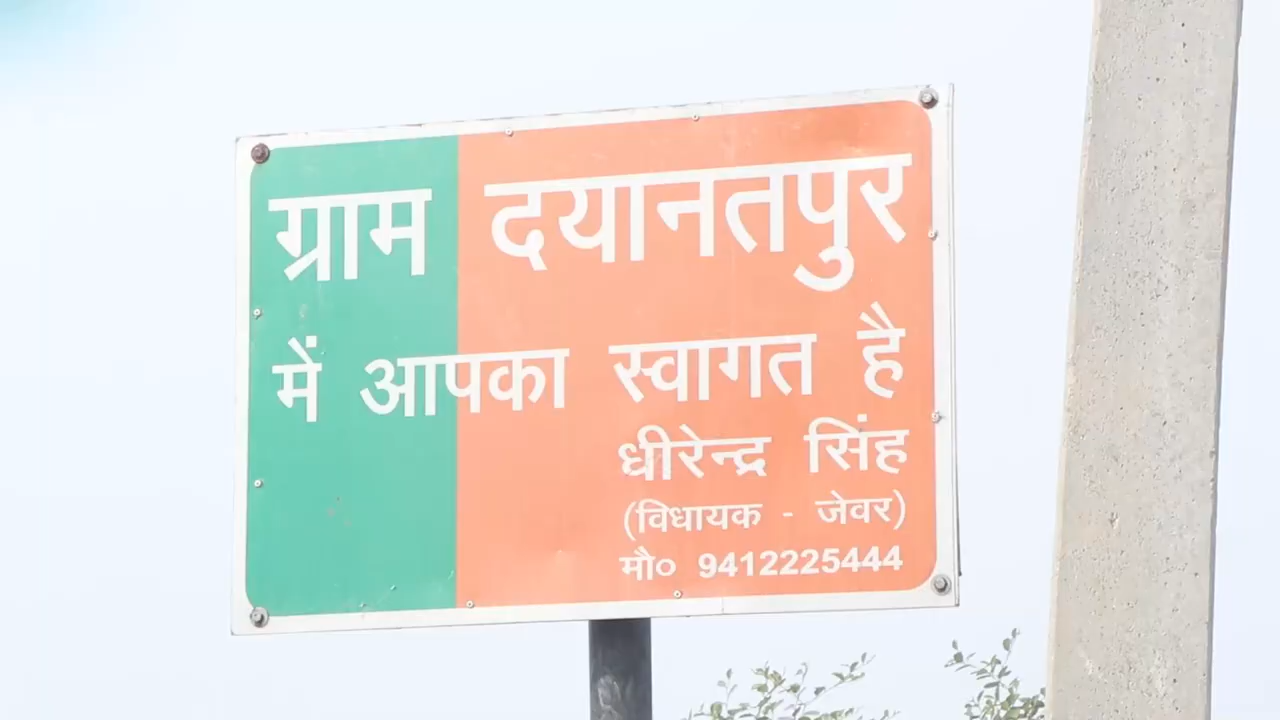 ग्राम दयानतपुर
में आपका स्वागत है
धीरेन्द्र सिंह
(विधायक - जेवर)
मौ० 9412225444